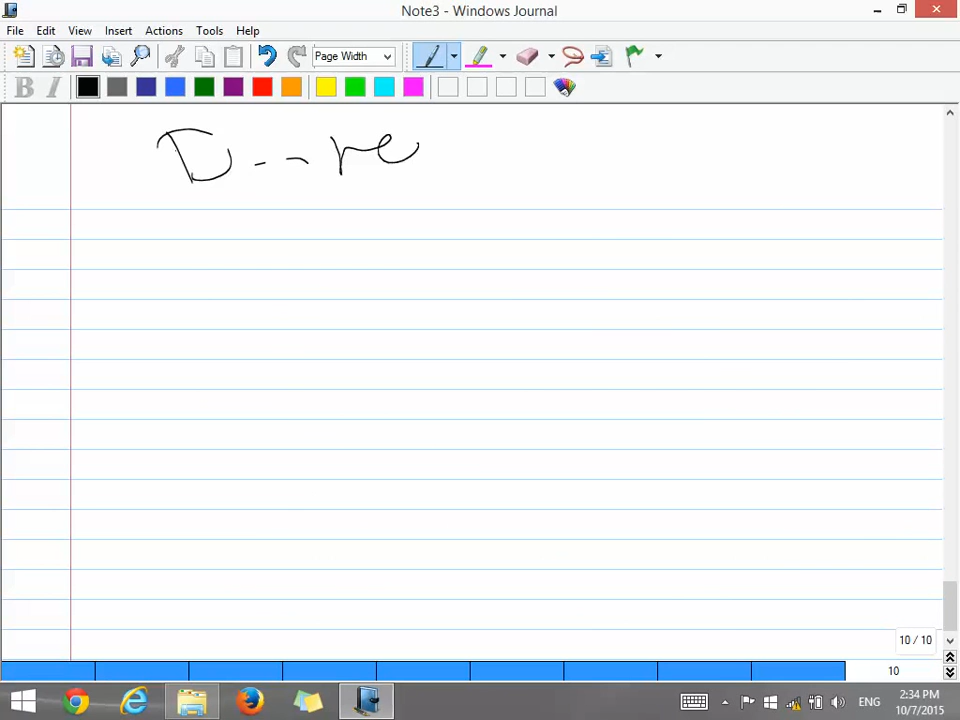 Note3 - Windows Journal
File Edit View Insert Actions Tools Help
Page Width
B I
D - - re
10 / 10
10
ENG
2:34 PM
10/7/2015